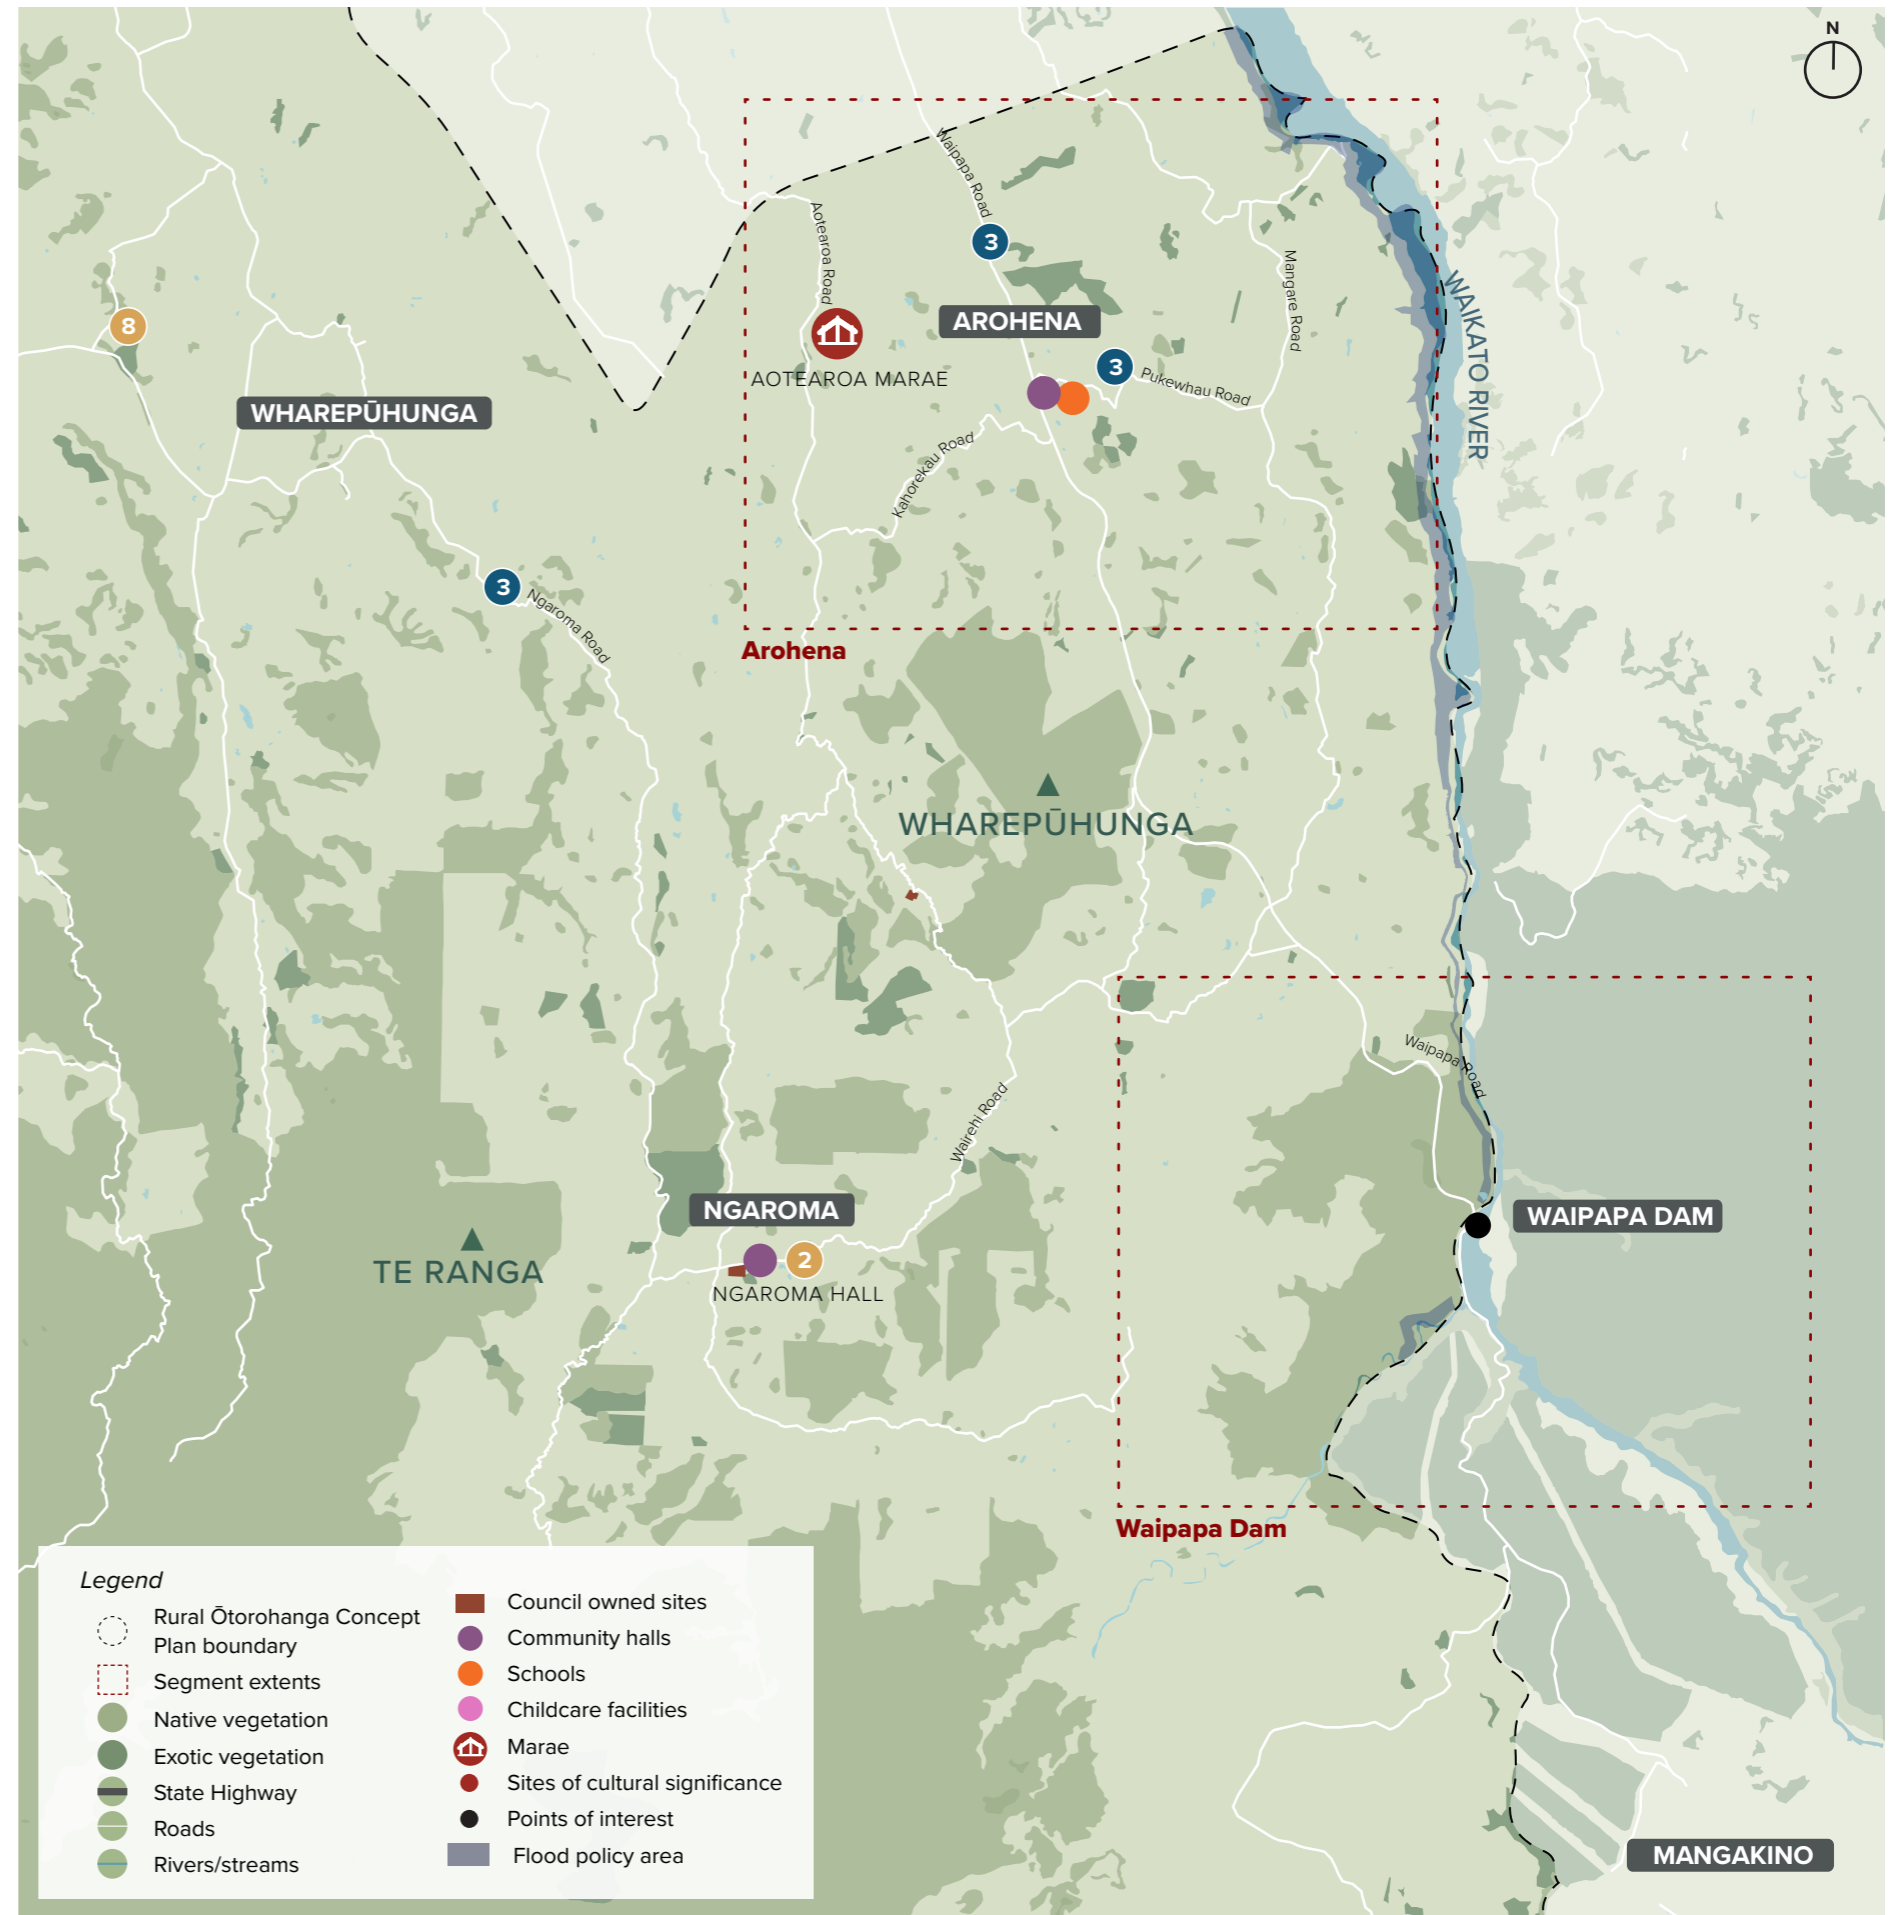 N
Waipapa Road
Aotearoa Road
3
Mangare Road
WAIKATO RIVER
AROHENA
8
AOTEAROA MARAE
3
Pukewhau Road
WHAREPŪHUNGA
Kahorekau Road
3
Ngaroma Road
Arohena
WHAREPŪHUNGA
Waipapa Road
Wairehi Road
NGAROMA
WAIPAPA DAM
TE RANGA
2
NGAROMA HALL
Waipapa Dam
Legend
Rural Ōtorohanga Concept
Plan boundary
Segment extents
Native vegetation
Exotic vegetation
State Highway
Roads
Rivers/streams
Council owned sites
Community halls
Schools
Childcare facilities
Marae
Sites of cultural significance
Points of interest
Flood policy area
MANGAKINO